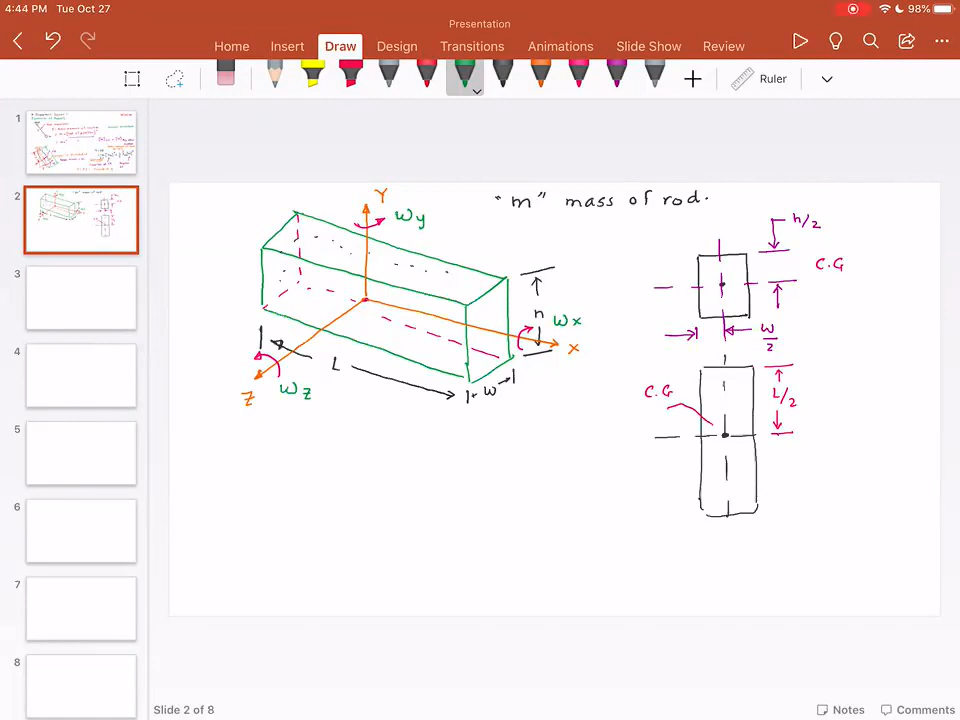 4:44 PM Tue Oct 27
98%
Presentation
Home Insert Draw Design Transitions Animations Slide Show Review
Ruler
1
2
3
4
5
6
7
8
"m" mass of rod.
Y
ωy
h/2
C.G
h
ωx
X
w/2
L
w
Z
ωz
C.G
L/2
Slide 2 of 8
Notes
Comments